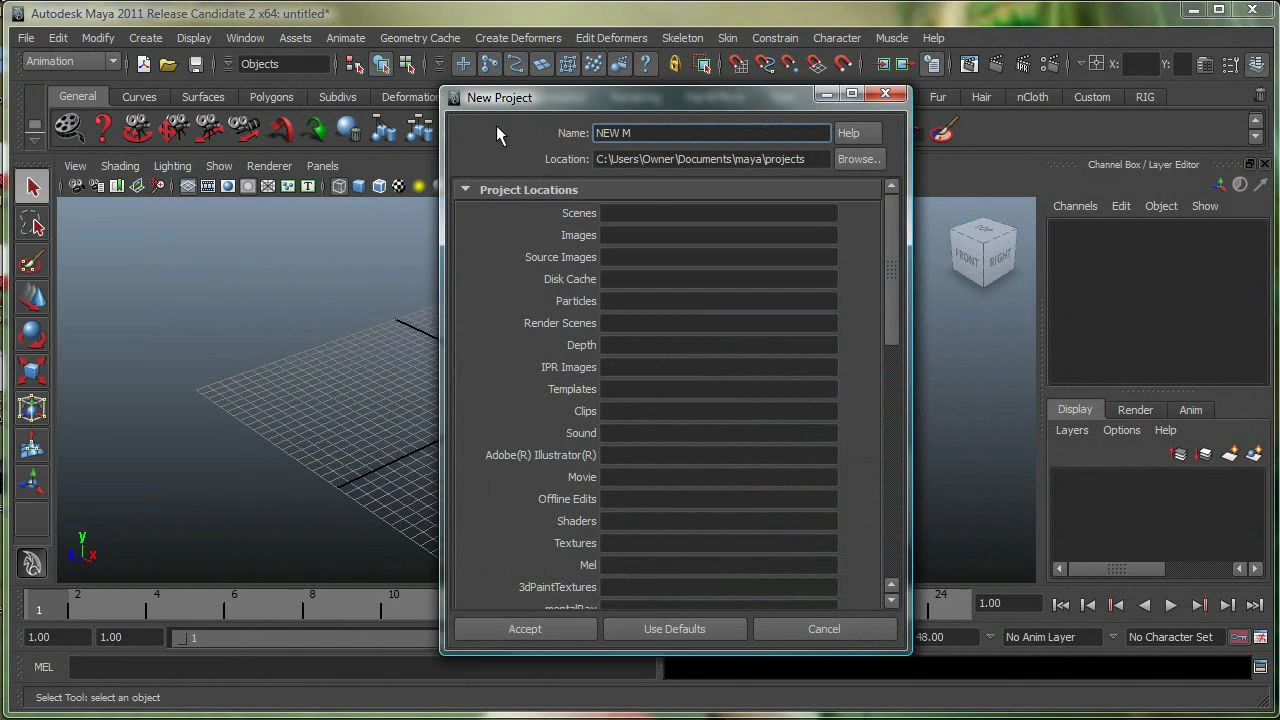 Autodesk Maya 2011 Release Candidate 2 x64: untitled*
File Edit Modify Create Display Window Assets Animate Geometry Cache Create Deformers Edit Deformers Skeleton Skin Constrain Character Muscle Help
Animation Objects X: Y:
General Curves Surfaces Polygons Subdivs Deformation Fur Hair nCloth Custom RIG
New Project
View Shading Lighting Show Renderer Panels
Name: NEW M Help
Location: C:\Users\Owner\Documents\maya\projects Browse..
Project Locations
Scenes
Images
Source Images
Disk Cache
Particles
Render Scenes
Depth
IPR Images
Templates
Clips
Sound
Adobe(R) Illustrator(R)
Movie
Offline Edits
Shaders
Textures
Mel
3dPaintTextures
mentalRay
Accept Use Defaults Cancel
TOP
FRONT RIGHT
Channel Box / Layer Editor
Channels Edit Object Show
Display Render Anim
Layers Options Help
y
z x
1 2 4 6 8 10 24 1.00
1.00 1.00 1 48.00 No Anim Layer No Character Set
MEL
Select Tool: select an object